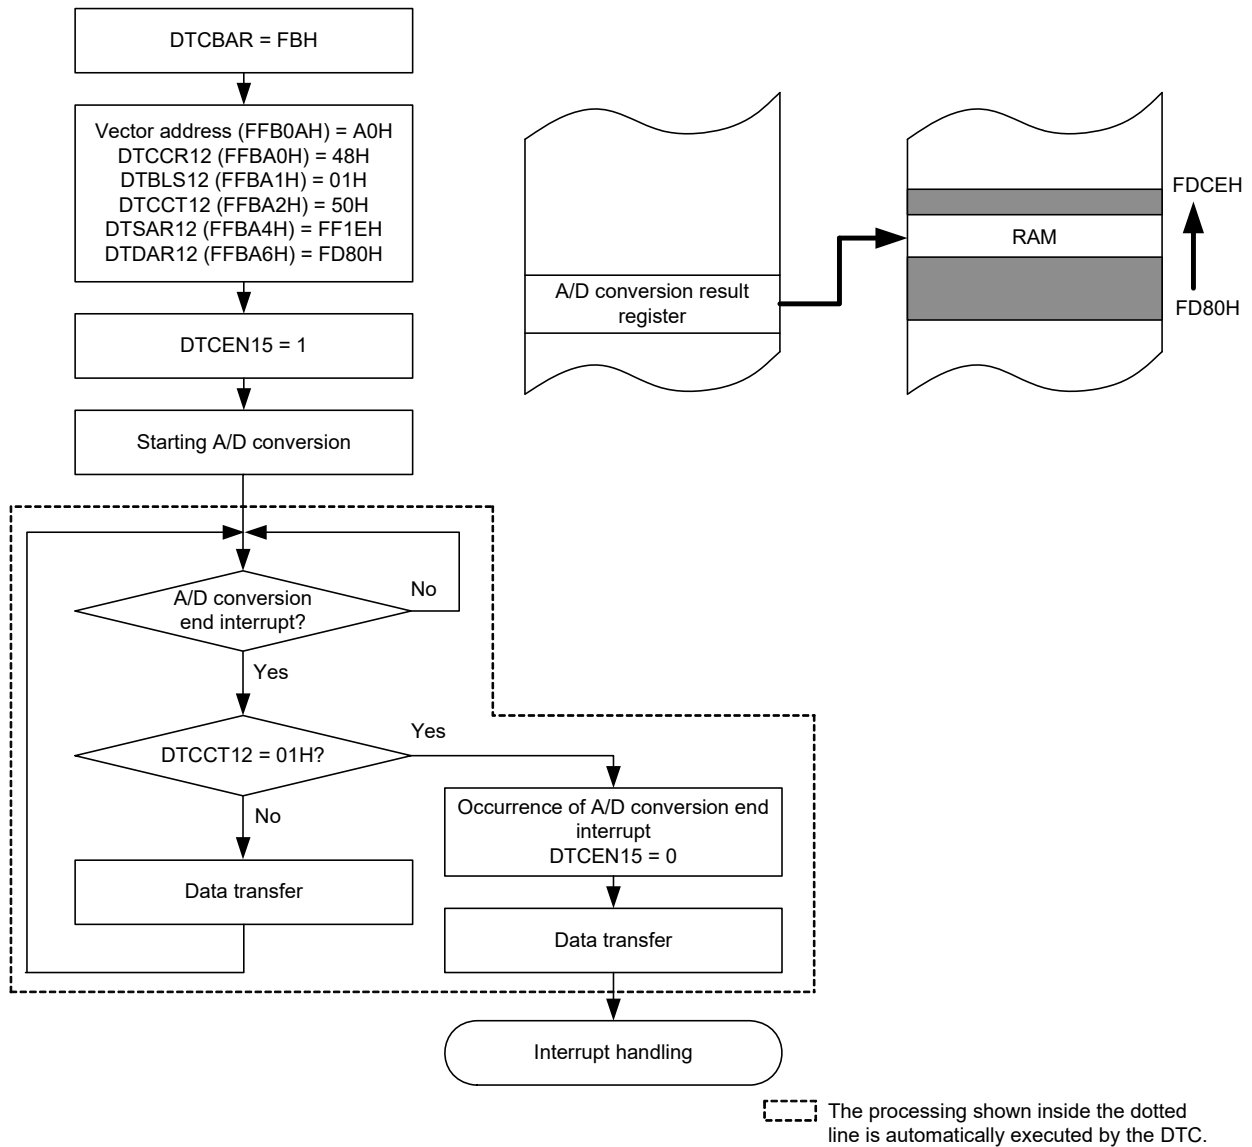 DTCBAR = FBH
Vector address (FFB0AH) = A0H
DTCCR12 (FFBA0H) = 48H
DTBLS12 (FFBA1H) = 01H
DTCCT12 (FFBA2H) = 50H
DTSAR12 (FFBA4H) = FF1EH
DTDAR12 (FFBA6H) = FD80H
DTCEN15 = 1
Starting A/D conversion
A/D conversion
end interrupt?
No
Yes
DTCCT12 = 01H?
Yes
No
Data transfer
Occurrence of A/D conversion end
interrupt
DTCEN15 = 0
Data transfer
Interrupt handling
A/D conversion result
register
RAM
FDCEH
FD80H
The processing shown inside the dotted
line is automatically executed by the DTC.